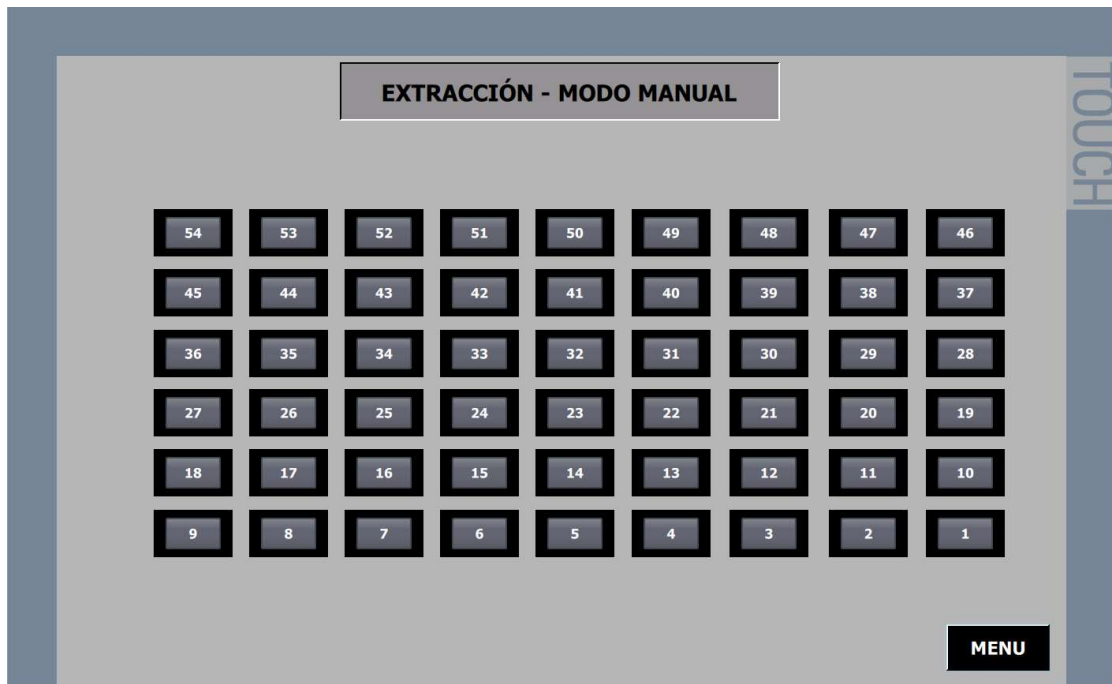 EXTRACCIÓN - MODO MANUAL
TOUCH
54 53 52 51 50 49 48 47 46
45 44 43 42 41 40 39 38 37
36 35 34 33 32 31 30 29 28
27 26 25 24 23 22 21 20 19
18 17 16 15 14 13 12 11 10
9 8 7 6 5 4 3 2 1
MENU